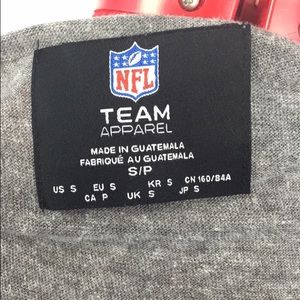 NFL
TEAM
APPAREL
MADE IN GUATEMALA
FABRIQUÉ AU GUATEMALA
S/P
US S EU S KR S CN 160/84A
CA P UK S JP S